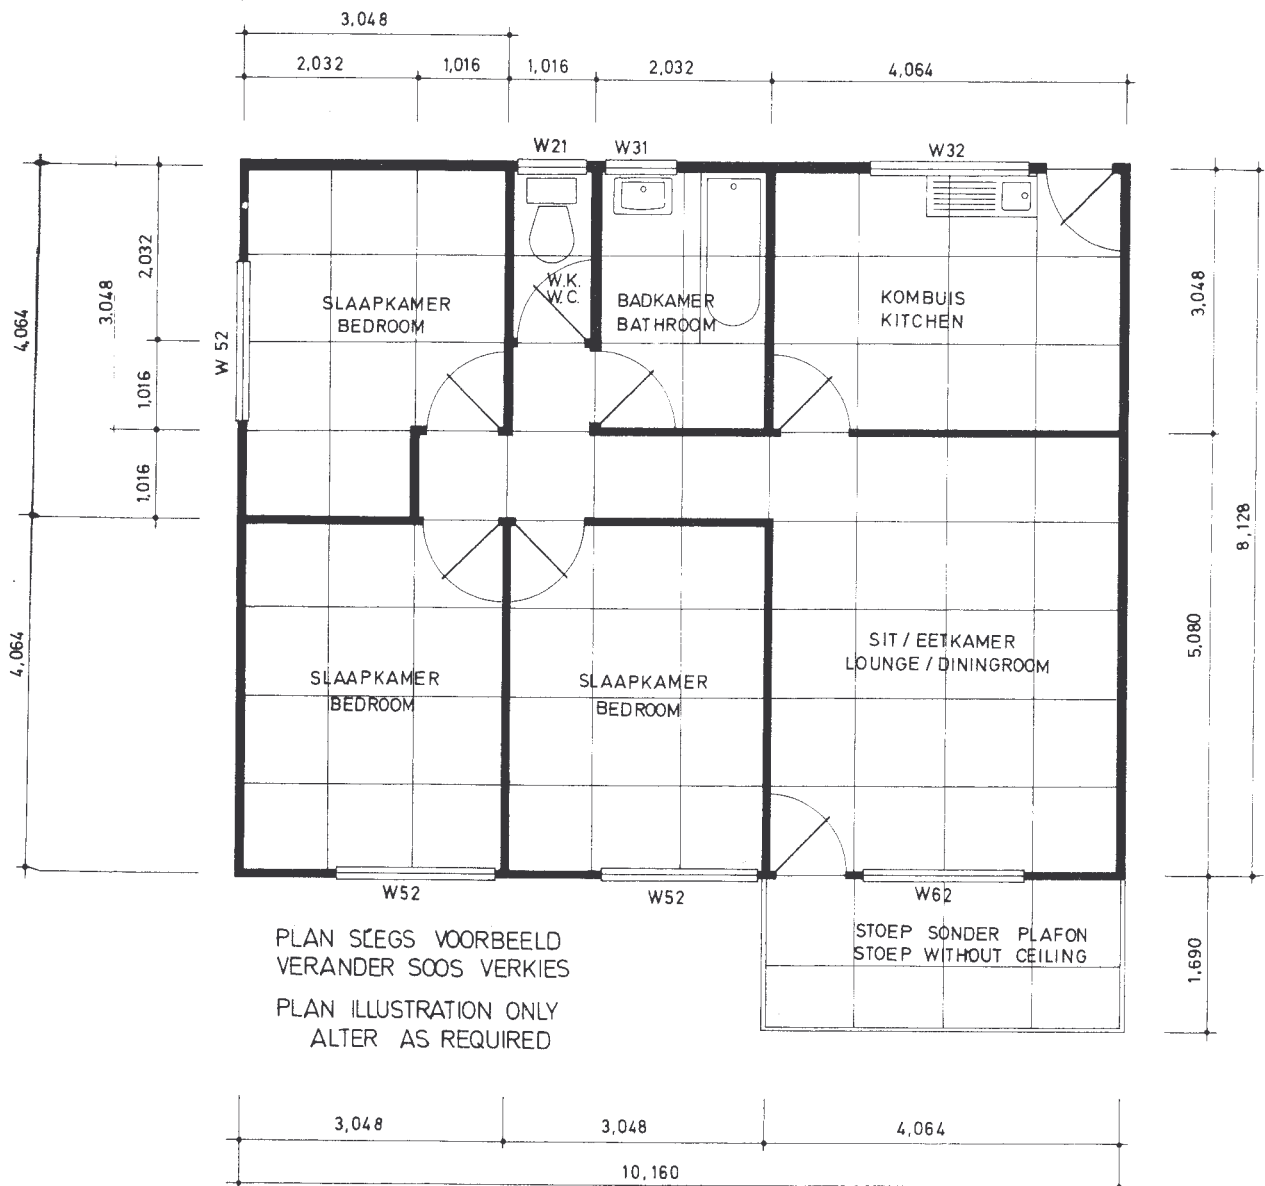 3,048
2,032 1,016 1,016 2,032 4,064
W21 W31 W32
4,064
3,048
2,032
1,016
1,016
W 52
SLAAPKAMER
BEDROOM
W.K.
W.C.
BADKAMER
BATHROOM
KOMBUIS
KITCHEN
3,048
8,128
5,080
4,064
SLAAPKAMER
BEDROOM
SLAAPKAMER
BEDROOM
SIT / EETKAMER
LOUNGE / DININGROOM
W52 W52 W62
STOEP SONDER PLAFON
STOEP WITHOUT CEILING
1.690
PLAN SLEGS VOORBEELD
VERANDER SOOS VERKIES
PLAN ILLUSTRATION ONLY
ALTER AS REQUIRED
3,048 3,048 4,064
10,160